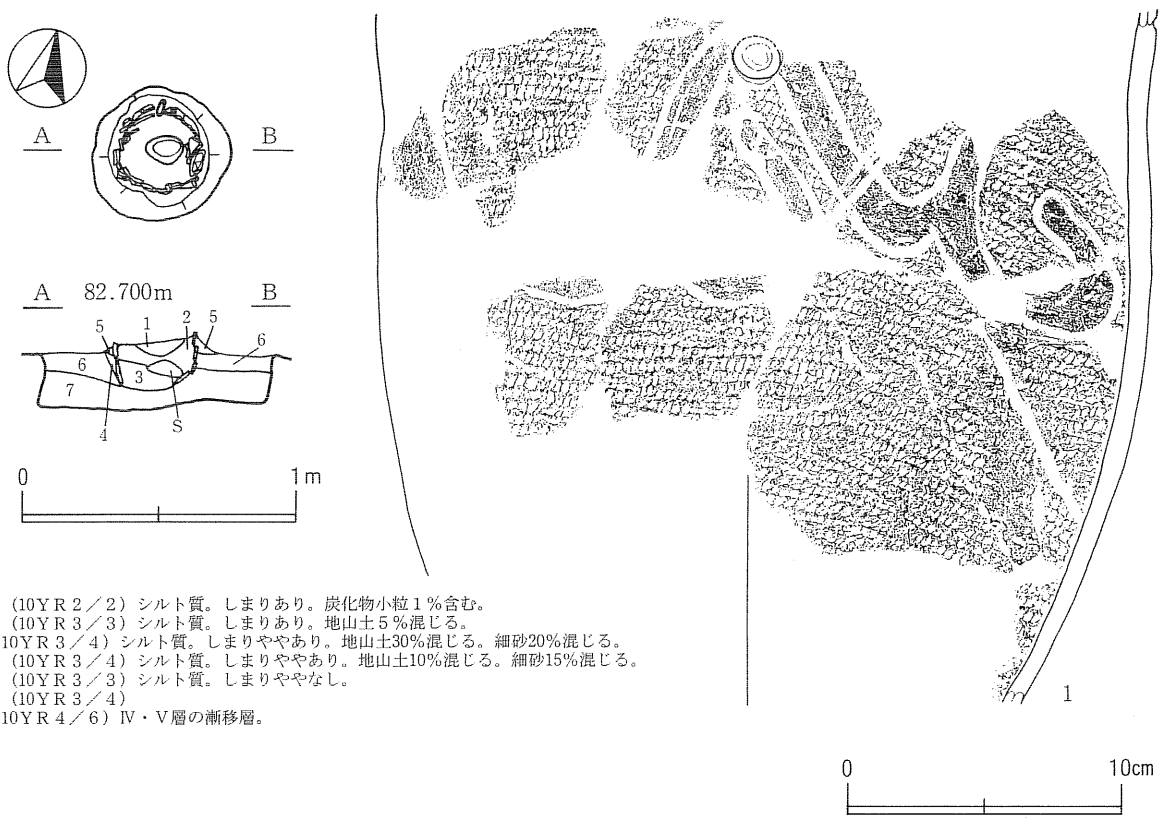 A B
A 82.700m B
5 1 2 5
6
6 3
7
4 S
0 1m
(10YR2/2) シルト質。しまりあり。炭化物小粒1%含む。
(10YR3/3) シルト質。しまりあり。地山土5%混じる。
10YR3/4) シルト質。しまりややあり。地山土30%混じる。細砂20%混じる。
(10YR3/4) シルト質。しまりややあり。地山土10%混じる。細砂15%混じる。
(10YR3/3) シルト質。しまりややなし。
(10YR3/4)
10YR4/6) Ⅳ・Ⅴ層の漸移層。
1
0 10cm